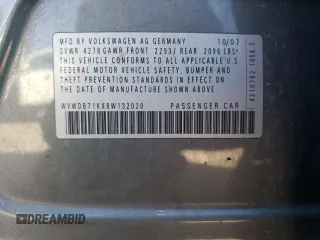 MFD BY VOLKSWAGEN AG GERMANY 10/07
GVWR 4278 GAWR FRONT 2293/ REAR 2096 LBS*
THIS VEHICLE CONFORMS TO ALL APPLICABLE
FEDERAL MOTOR VEHICLE SAFETY, BUMPER AND
THEFT PREVENTION STANDARDS IN EFFECT ON THE
DATE OF MANUFACTURE SHOWN ABOVE.
WVWDB71KX8W132020 PASSENGER CAR
©DREAMBID